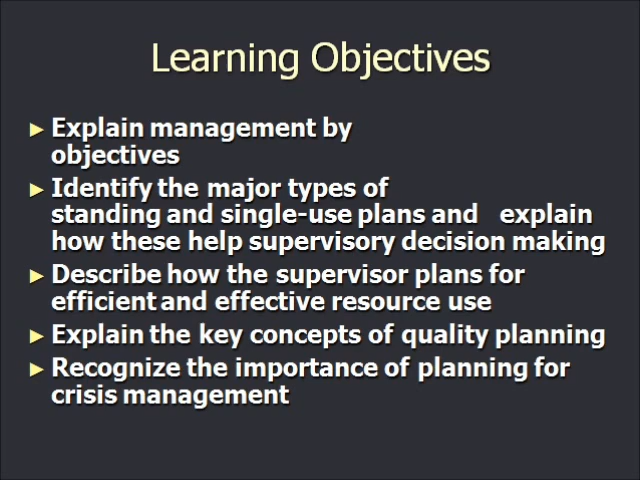 Learning Objectives
► Explain management by
objectives
► Identify the major types of
standing and single-use plans and explain
how these help supervisory decision making
► Describe how the supervisor plans for
efficient and effective resource use
► Explain the key concepts of quality planning
► Recognize the importance of planning for
crisis management